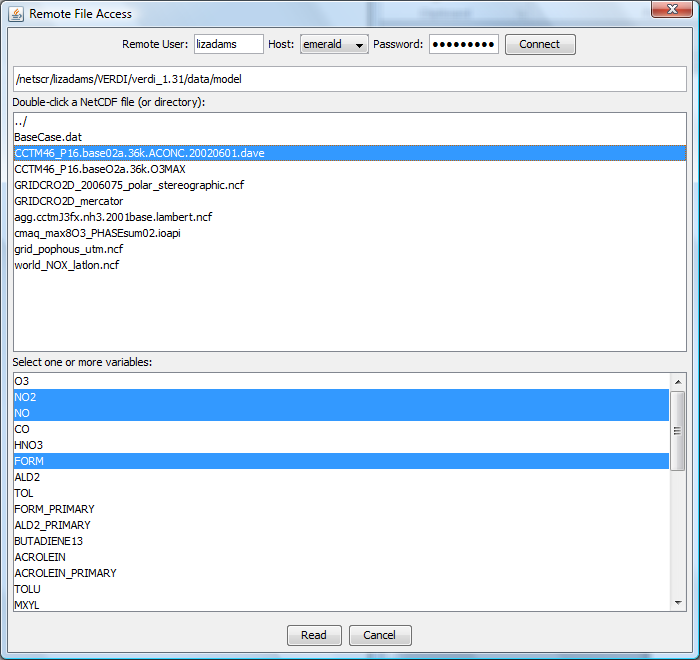 Remote File Access
Remote User: lizadams Host: emerald Password: ●●●●●●●●● Connect
/netscr/lizadams/VERDI/verdi_1.31/data/model
Double-click a NetCDF file (or directory):
../
BaseCase.dat
CCTM46_P16.base02a.36k.ACONC.20020601.dave
CCTM46_P16.baseO2a.36k.O3MAX
GRIDCRO2D_2006075_polar_stereographic.ncf
GRIDCRO2D_mercator
agg.cctmJ3fx.nh3.2001base.lambert.ncf
cmaq_max8O3_PHASEsum02.ioapi
grid_pophous_utm.ncf
world_NOX_latlon.ncf
Select one or more variables:
O3
NO2
NO
CO
HNO3
FORM
ALD2
TOL
FORM_PRIMARY
ALD2_PRIMARY
BUTADIENE13
ACROLEIN
ACROLEIN_PRIMARY
TOLU
MXYL
Read Cancel